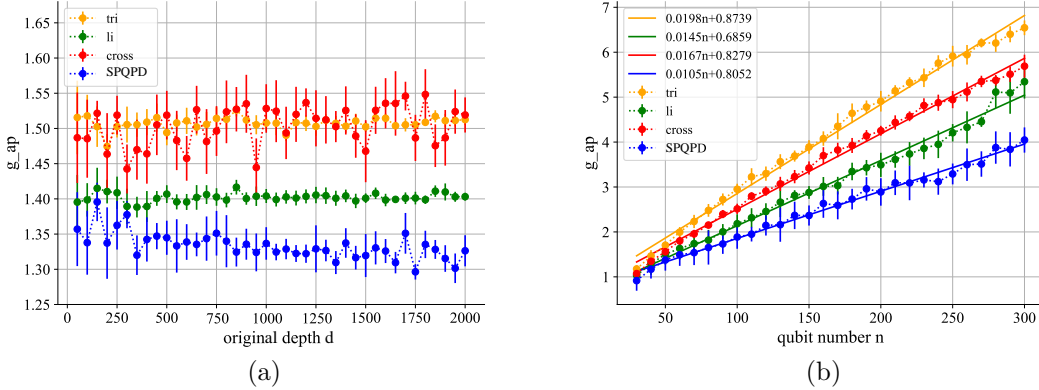 1.65
1.60
1.55
1.50
1.45
1.40
1.35
1.30
1.25
g_ap
tri
li
cross
SPQPD
0 250 500 750 1000 1250 1500 1750 2000
original depth d
(a)
7
6
5
4
3
2
1
g_ap
0.0198n+0.8739
0.0145n+0.6859
0.0167n+0.8279
0.0105n+0.8052
tri
li
cross
SPQPD
50 100 150 200 250 300
qubit number n
(b)